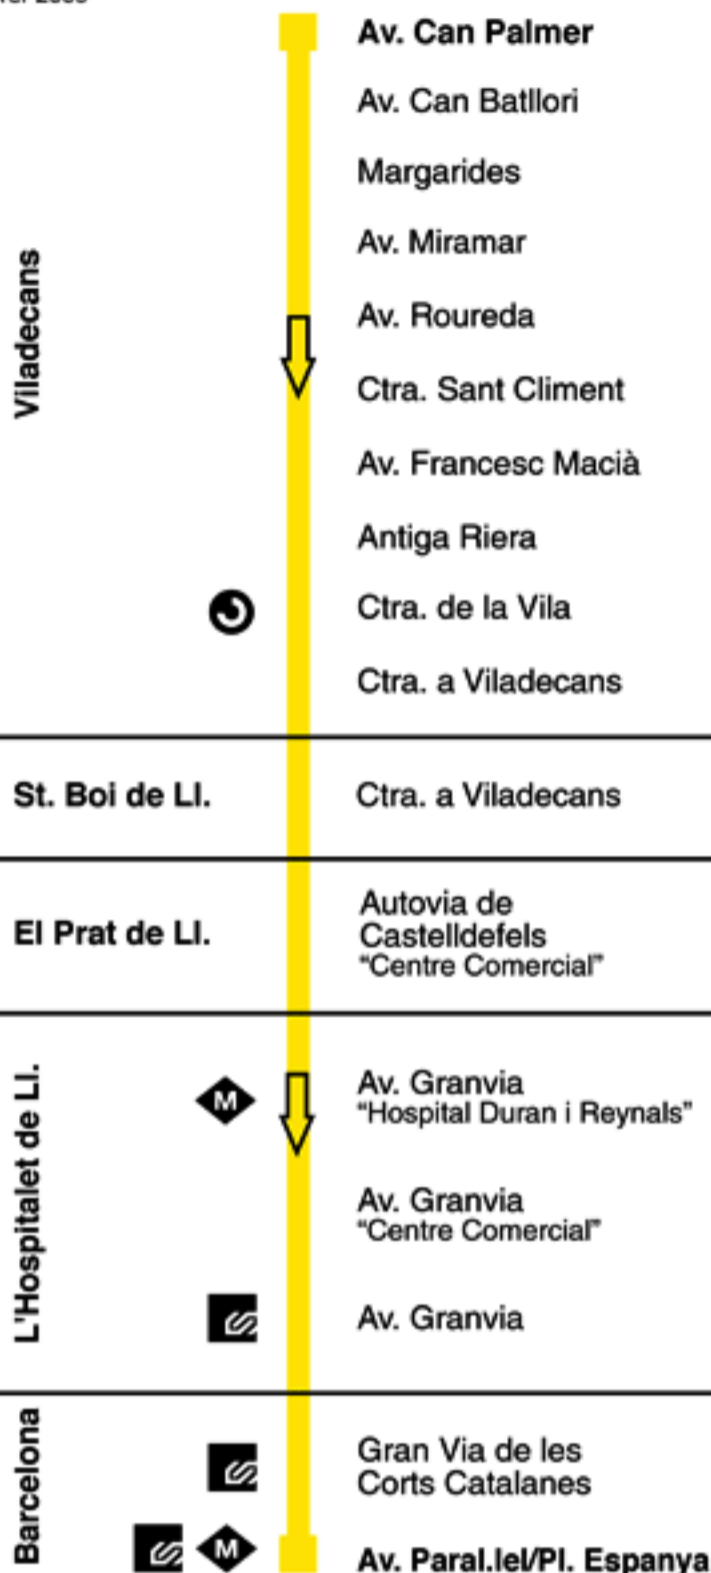 Av. Can Palmer
Av. Can Batllori
Margarides
Av. Miramar
Viladecans
Av. Roureda
Ctra. Sant Climent
Av. Francesc Macià
Antiga Riera
Ctra. de la Vila
Ctra. a Viladecans
St. Boi de Ll.
Ctra. a Viladecans
El Prat de Ll.
Autovia de
Castelldefels
“Centre Comercial”
L'Hospitalet de Ll.
M
Av. Granvia
“Hospital Duran i Reynals”
Av. Granvia
“Centre Comercial”
Av. Granvia
Barcelona
Gran Via de les
Corts Catalanes
M
Av. Paral.lel/Pl. Espanya